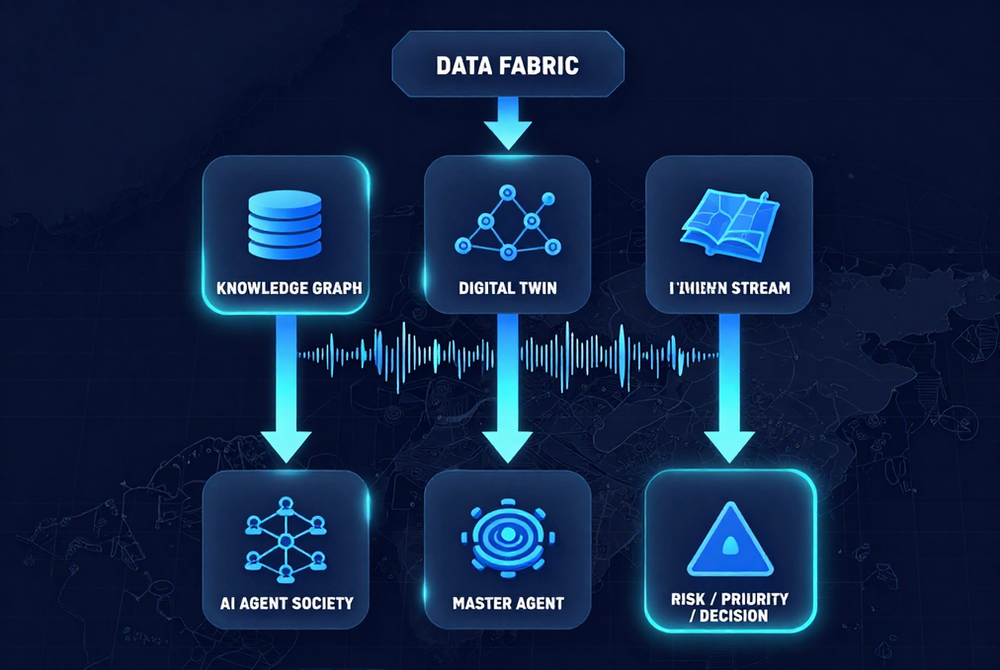 DATA FABRIC
KNOWLEDGE GRAPH
DIGITAL TWIN
STREAM
AI AGENT SOCIETY
MASTER AGENT
RISK / PRIURITY
/ DECISION